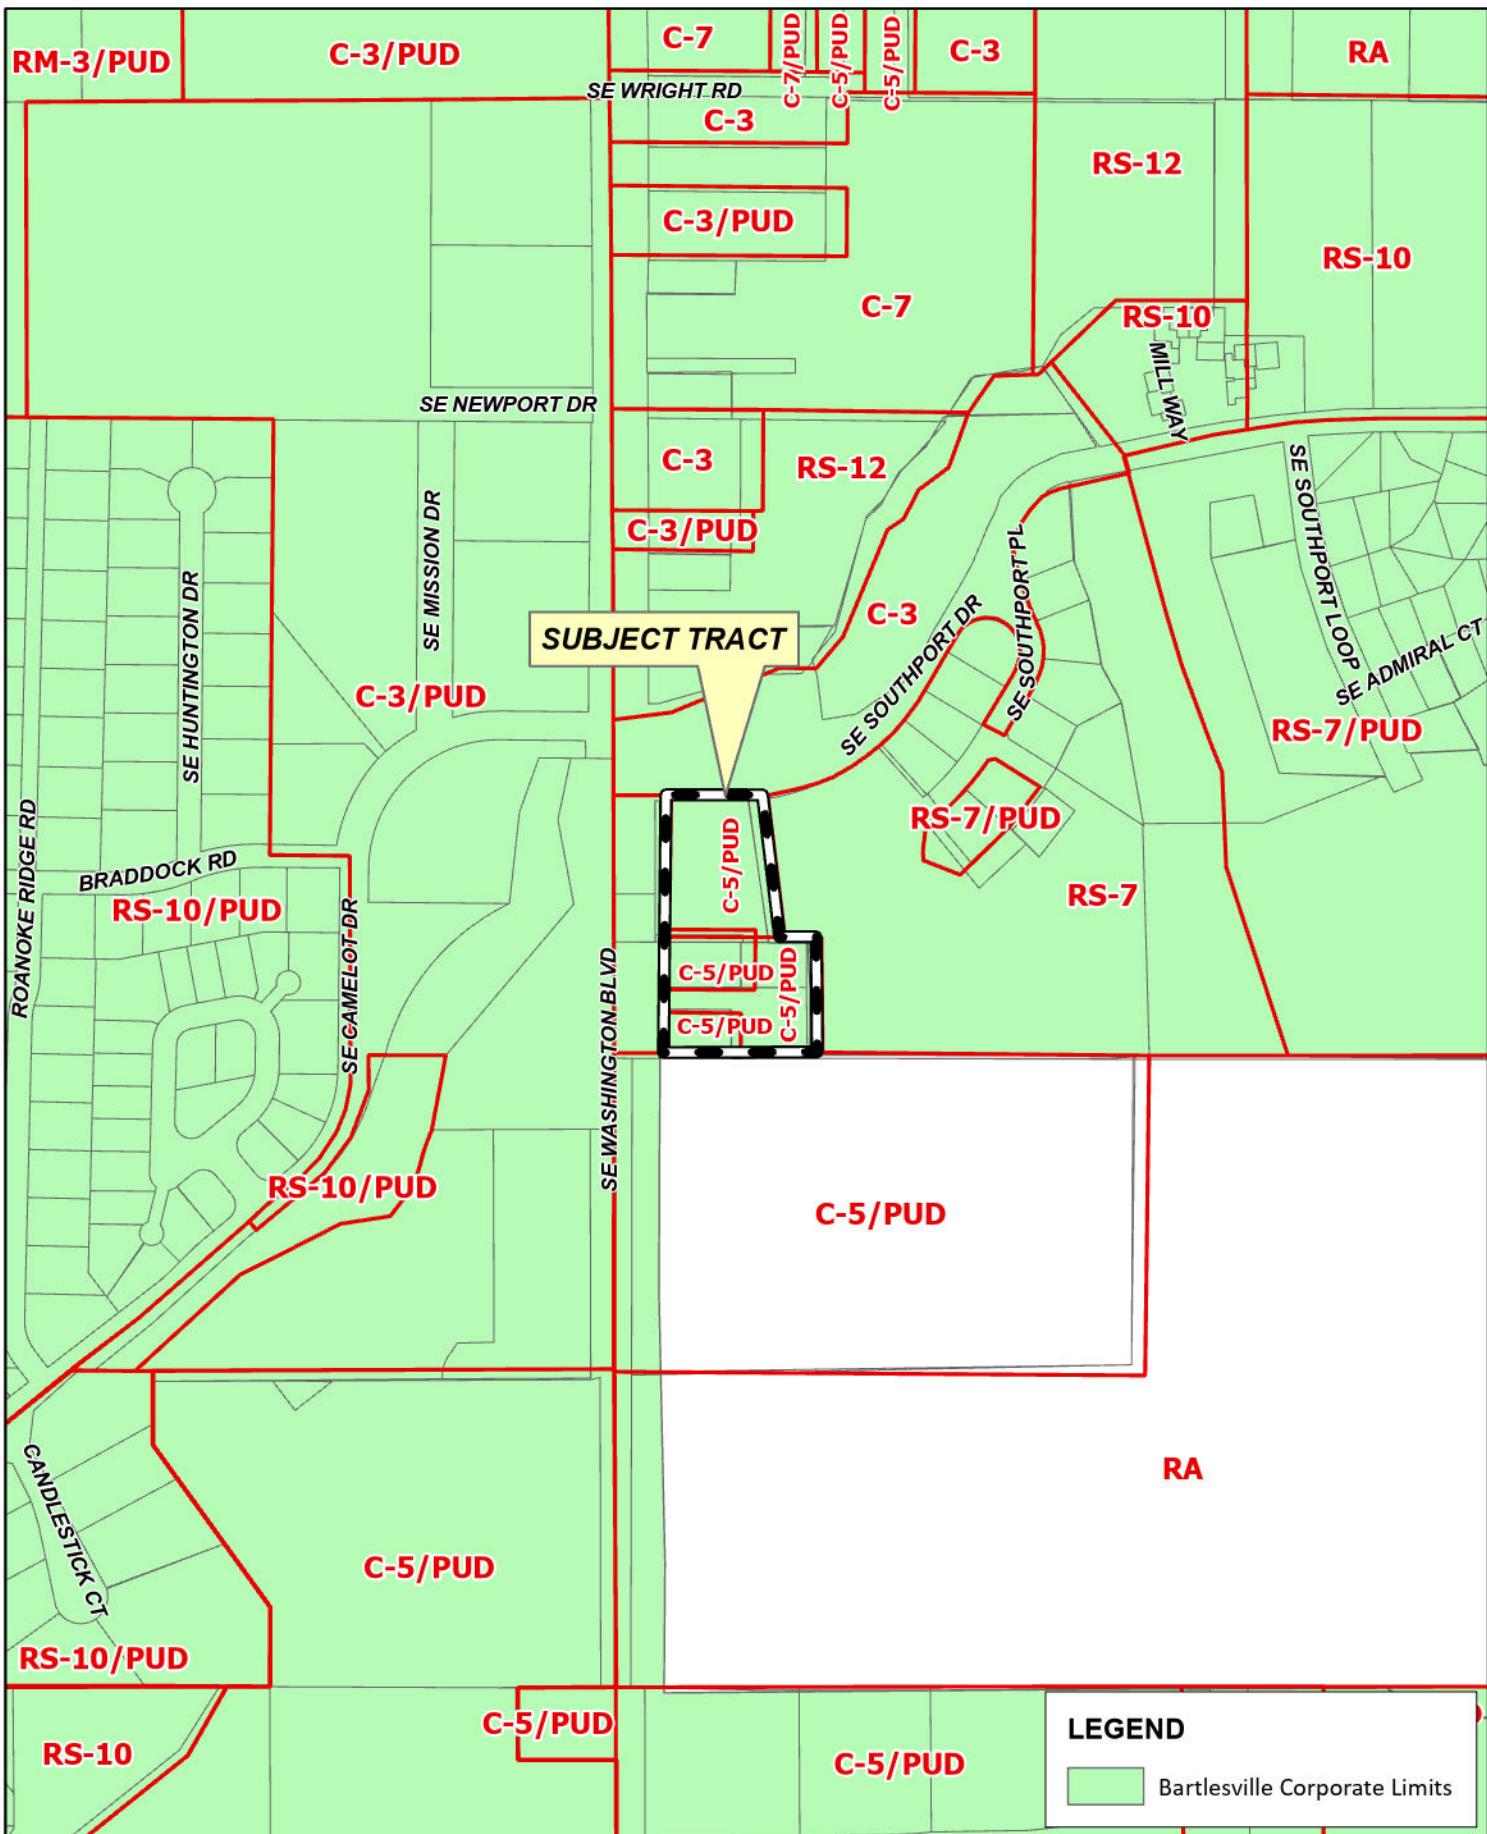 RM-3/PUD
C-3/PUD
C-7
C-7/PUD
C-5/PUD
C-5/PUD
C-3
RA
SE WRIGHT RD
C-3
RS-12
C-3/PUD
RS-10
C-7
RS-10
MILL WAY
SE NEWPORT DR
C-3
RS-12
C-3/PUD
SE HUNTINGTON DR
SE MISSION DR
SE SOUTHPORT PL
SE SOUTHPORT LOOP
C-3
SE SOUTHPORT DR
SE ADMIRAL CT
SUBJECT TRACT
C-3/PUD
RS-7/PUD
RS-7/PUD
C-5/PUD
ROANOKE RIDGE RD
BRADDOCK RD
RS-10/PUD
SE CAMELOT DR
RS-7
SE WASHINGTON BLVD
C-5/PUD
C-5/PUD
C-5/PUD
RS-10/PUD
C-5/PUD
RA
CANDLESTICK CT
C-5/PUD
RS-10/PUD
C-5/PUD
RS-10
C-5/PUD
LEGEND
Bartlesville Corporate Limits